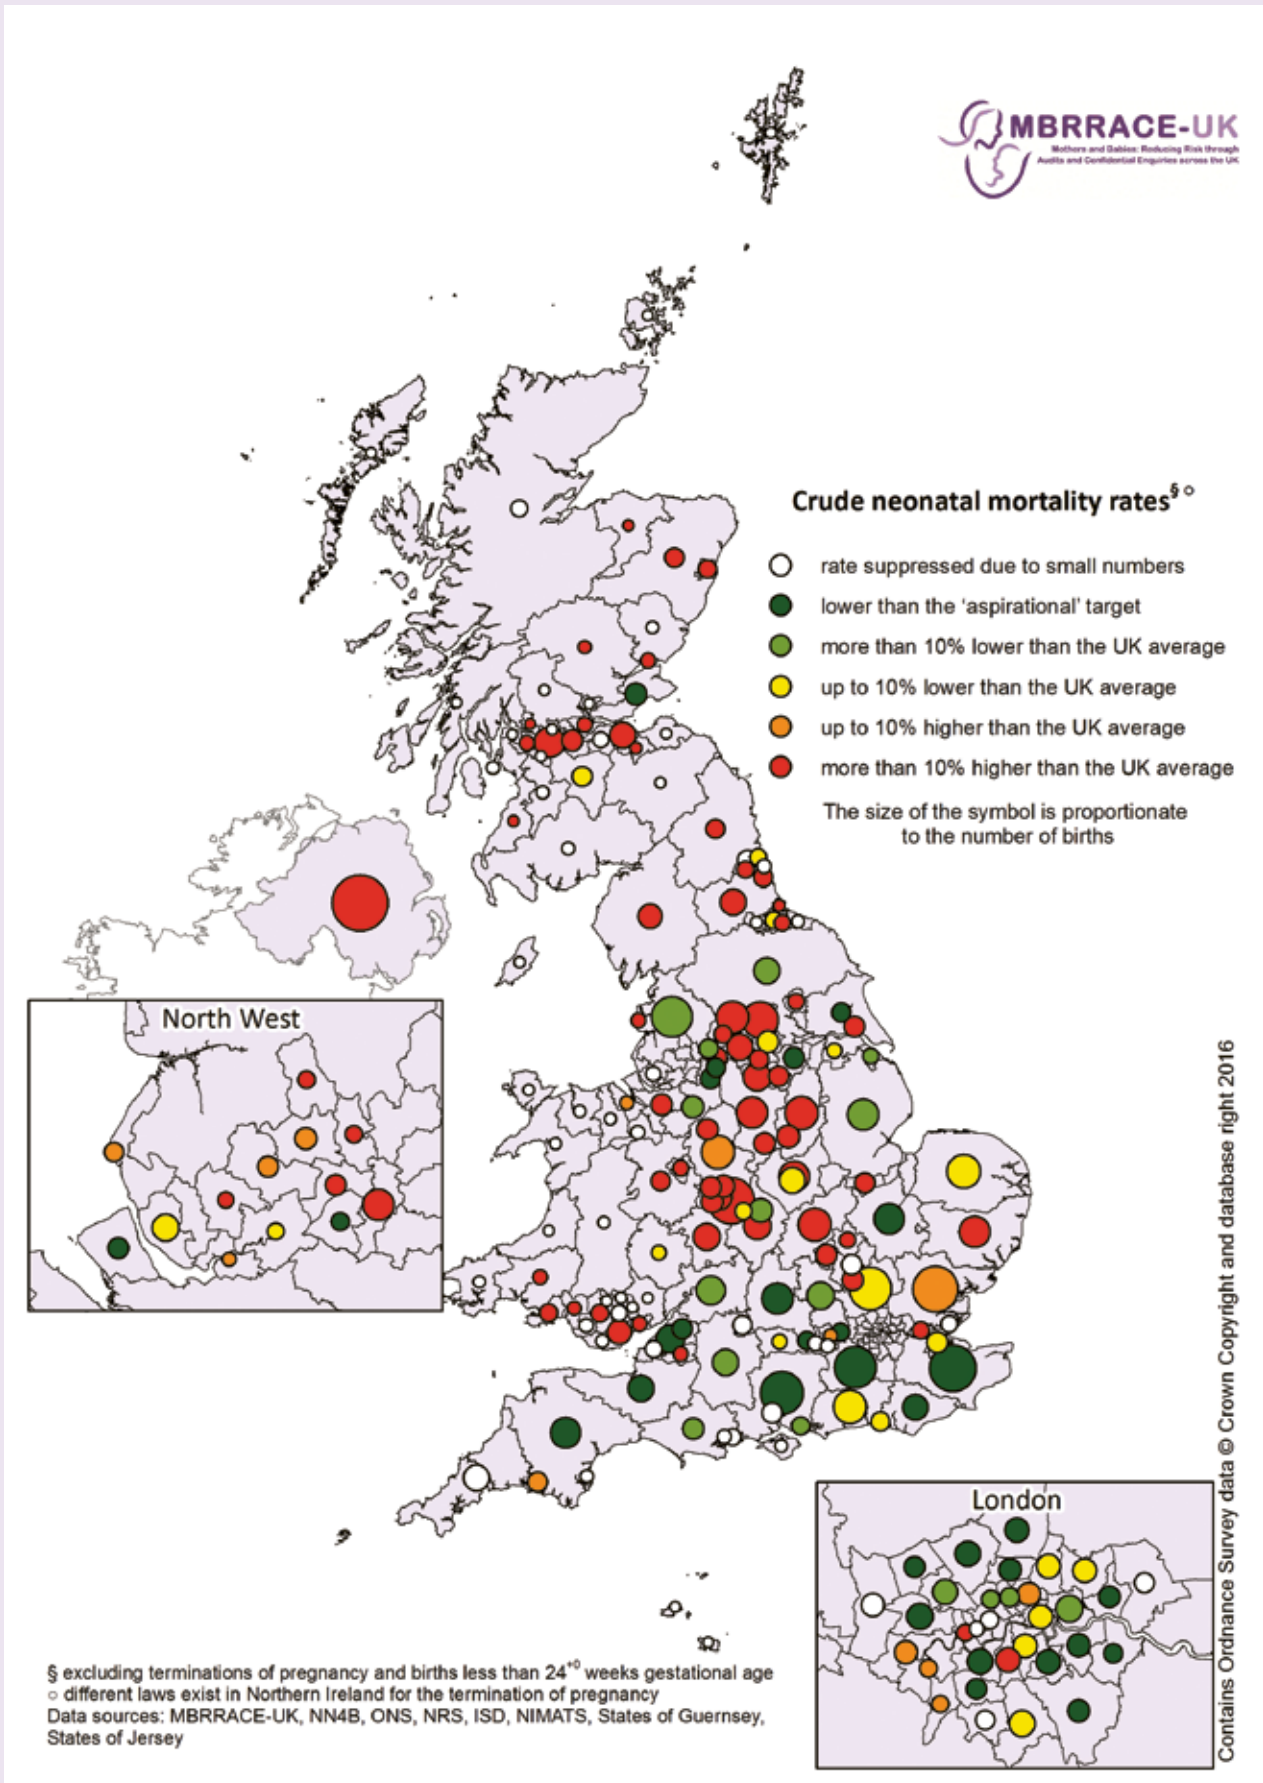 MBRRACE-UK
Mothers and Babies: Reducing Risk through
Audits and Confidential Enquiries across the UK
Crude neonatal mortality rates§ ○
rate suppressed due to small numbers
lower than the ‘aspirational’ target
more than 10% lower than the UK average
up to 10% lower than the UK average
up to 10% higher than the UK average
more than 10% higher than the UK average
The size of the symbol is proportionate
to the number of births
North West
London
§ excluding terminations of pregnancy and births less than 24⁺⁰ weeks gestational age
○ different laws exist in Northern Ireland for the termination of pregnancy
Data sources: MBRRACE-UK, NN4B, ONS, NRS, ISD, NIMATS, States of Guernsey,
States of Jersey
Contains Ordnance Survey data © Crown Copyright and database right 2016